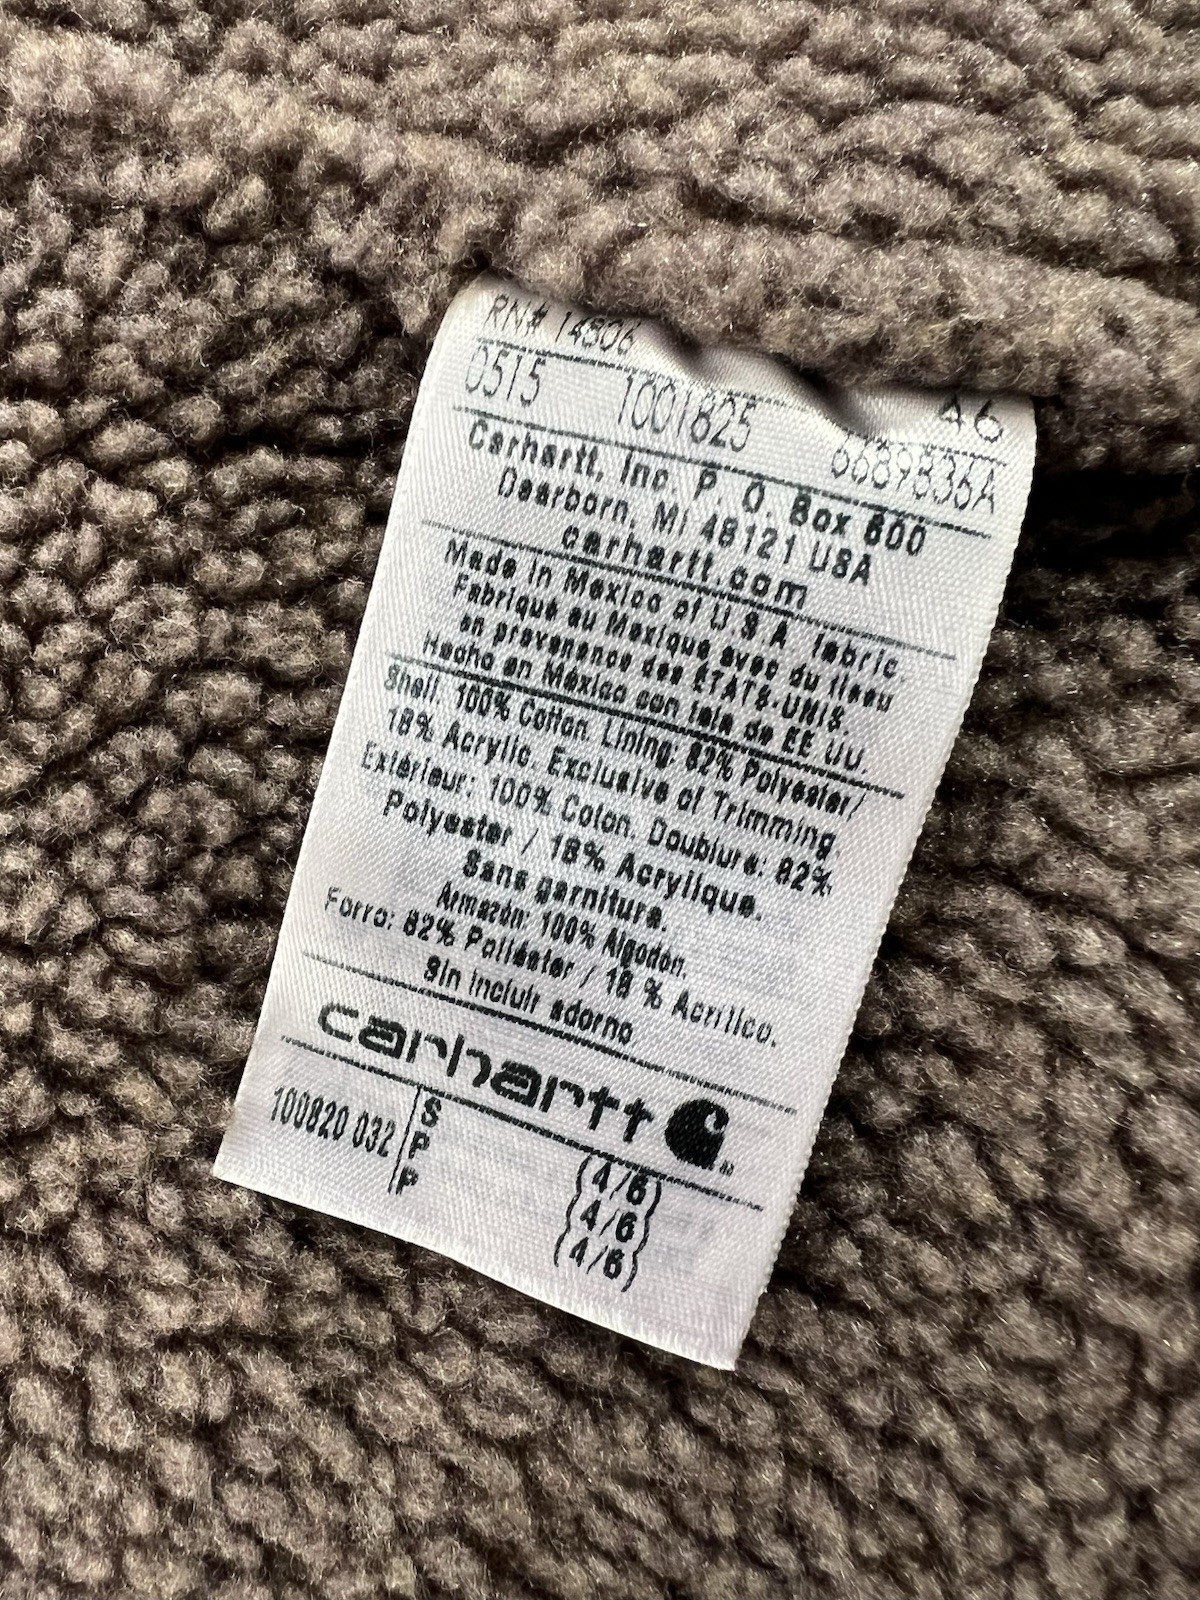 RN# 14806
46
0515 1001825 6689836A
Carhartt, Inc. P. O. Box 600
Dearborn, MI 48121 USA
carhartt.com
Made in Mexico of U.S.A. fabric.
Fabriqué au Mexique avec du tissu
en provenance des ÉTATS-UNIS.
Hecho en México con tela de EE UU.
Shell: 100% Cotton. Lining: 82% Polyester/
18% Acrylic. Exclusive of Trimming
Extérieur: 100% Coton. Doublure: 82%
Polyester / 18% Acrylique.
Sans garniture.
Armazón: 100% Algodón.
Forro: 82% Poliéster / 18 % Acrílico.
Sin incluir adorno
carhartt
100820 032 S (4/6)
P (4/6)
P (4/6)